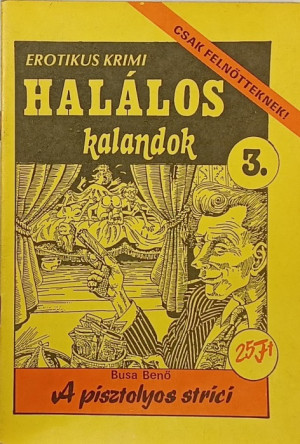 CSAK FELNŐTTEKNEK!
EROTIKUS KRIMI
HALÁLOS
kalandok
3.
25 Ft
Busa Benő
A pisztolyos strici